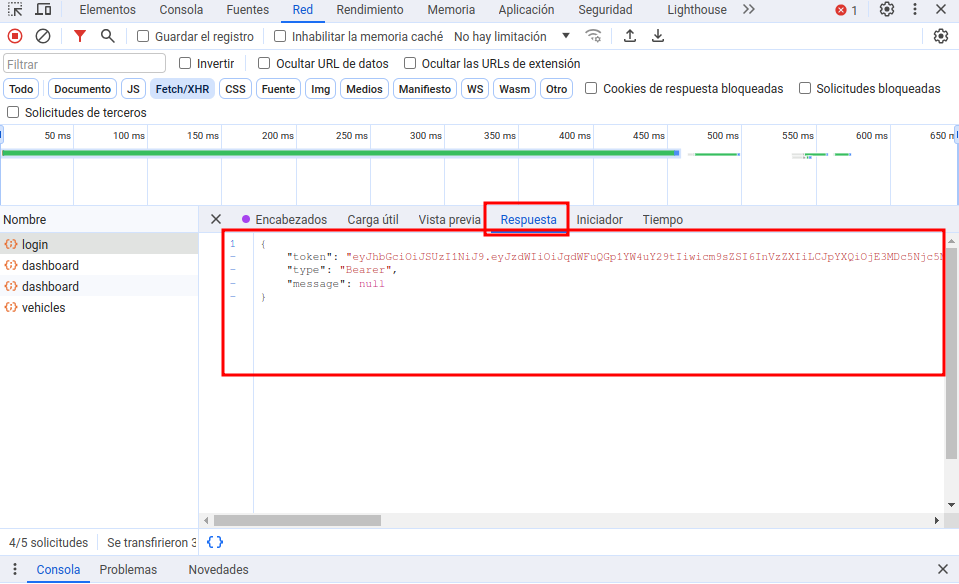 Elementos Consola Fuentes Red Rendimiento Memoria Aplicación Seguridad Lighthouse 1
Guardar el registro Inhabilitar la memoria caché No hay limitación
Filtrar Invertir Ocultar URL de datos Ocultar las URLs de extensión
Todo Documento JS Fetch/XHR CSS Fuente Img Medios Manifiesto WS Wasm Otro Cookies de respuesta bloqueadas Solicitudes bloqueadas
Solicitudes de terceros
50 ms 100 ms 150 ms 200 ms 250 ms 300 ms 350 ms 400 ms 450 ms 500 ms 550 ms 600 ms 650 m
Nombre Encabezados Carga útil Vista previa Respuesta Iniciador Tiempo
login
dashboard
dashboard
vehicles
1 {
- "token": "eyJhbGciOiJSUzI1NiJ9.eyJzdWIiOiJqdWFuQGp1YW4uY29tIiwicm9sZSI6InVzZXIiLCJpYXQiOjE3MDc5Njc5N
- "type": "Bearer",
- "message": null
- }
4/5 solicitudes Se transfirieron 3 {}
Consola Problemas Novedades